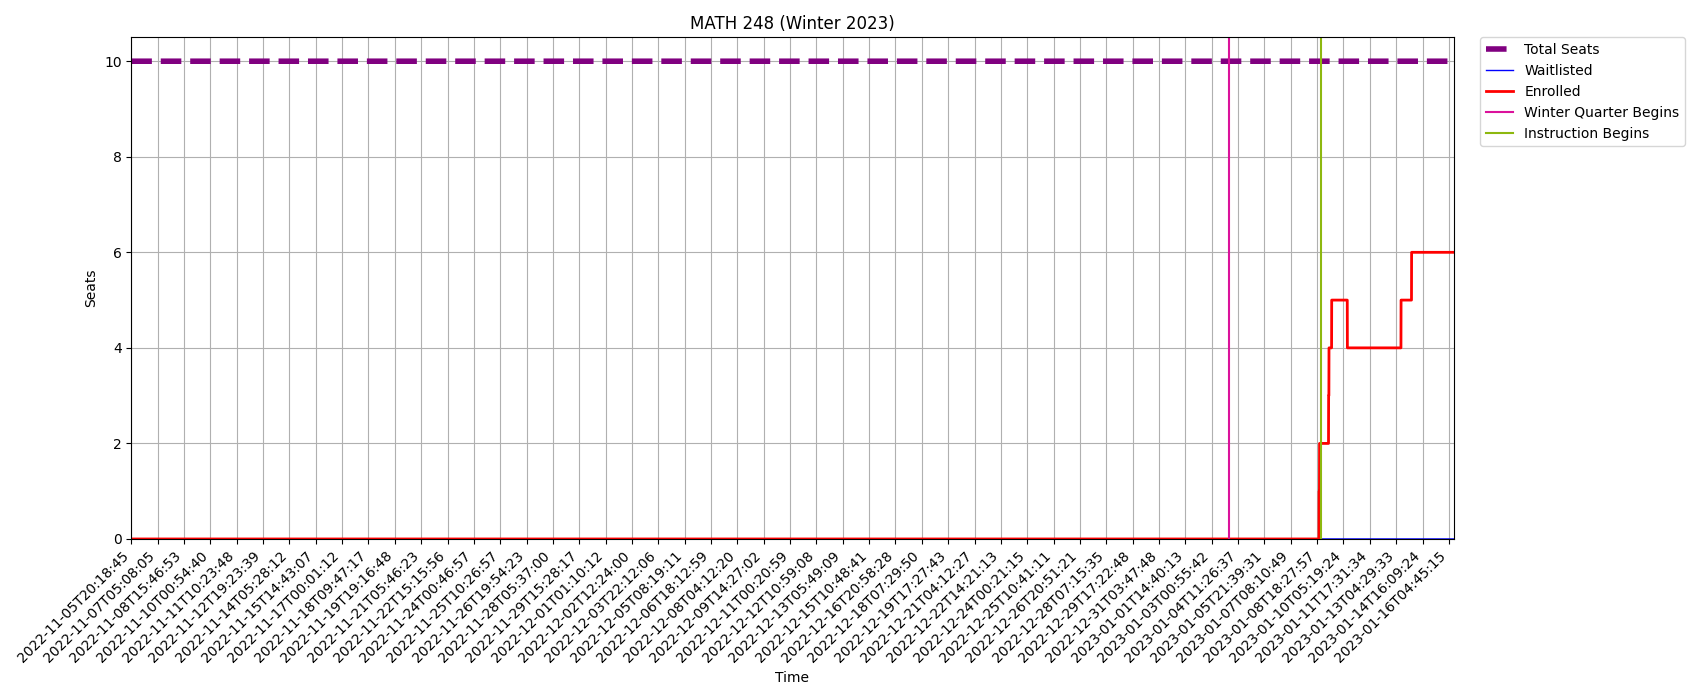 MATH 248 (Winter 2023)
Total Seats
Waitlisted
Enrolled
Winter Quarter Begins
Instruction Begins
10
8
6
4
2
0
Seats
2022-11-05T20:18:45
2022-11-07T05:08:05
2022-11-08T15:46:53
2022-11-10T00:54:40
2022-11-11T10:23:48
2022-11-12T19:23:39
2022-11-14T05:28:12
2022-11-15T14:43:07
2022-11-17T00:01:12
2022-11-18T09:47:17
2022-11-19T19:16:48
2022-11-21T05:46:23
2022-11-22T15:15:56
2022-11-24T00:46:57
2022-11-25T10:26:57
2022-11-26T19:54:23
2022-11-28T05:37:00
2022-11-29T15:28:17
2022-12-01T01:10:12
2022-12-02T12:24:00
2022-12-03T22:12:06
2022-12-05T08:19:11
2022-12-06T18:12:59
2022-12-08T04:12:20
2022-12-09T14:27:02
2022-12-11T00:20:59
2022-12-12T10:59:08
2022-12-13T05:49:09
2022-12-15T10:48:41
2022-12-16T20:58:28
2022-12-18T07:29:50
2022-12-19T17:27:43
2022-12-21T04:12:27
2022-12-22T14:21:13
2022-12-24T00:21:15
2022-12-25T10:41:11
2022-12-26T20:51:21
2022-12-28T07:15:35
2022-12-29T17:22:48
2022-12-31T03:47:48
2023-01-01T14:40:13
2023-01-03T00:55:42
2023-01-04T11:26:37
2023-01-05T21:39:31
2023-01-07T08:10:49
2023-01-08T18:27:57
2023-01-10T05:19:24
2023-01-11T17:31:34
2023-01-13T04:29:33
2023-01-14T16:09:24
2023-01-16T04:45:15
Time